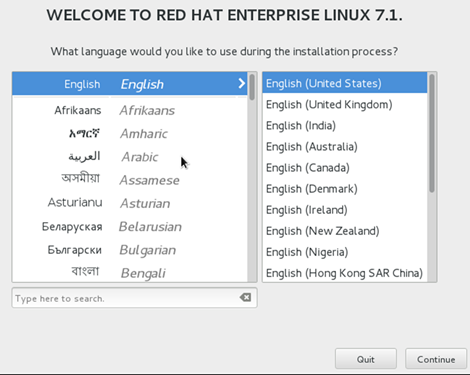 WELCOME TO RED HAT ENTERPRISE LINUX 7.1.
What language would you like to use during the installation process?
English English
Afrikaans Afrikaans
አማርኛ Amharic
العربية Arabic
অসমীয়া Assamese
Asturianu Asturian
Беларуская Belarusian
Български Bulgarian
বাংলা Bengali
Type here to search.
English (United States)
English (United Kingdom)
English (India)
English (Australia)
English (Canada)
English (Denmark)
English (Ireland)
English (New Zealand)
English (Nigeria)
English (Hong Kong SAR China)
Quit
Continue